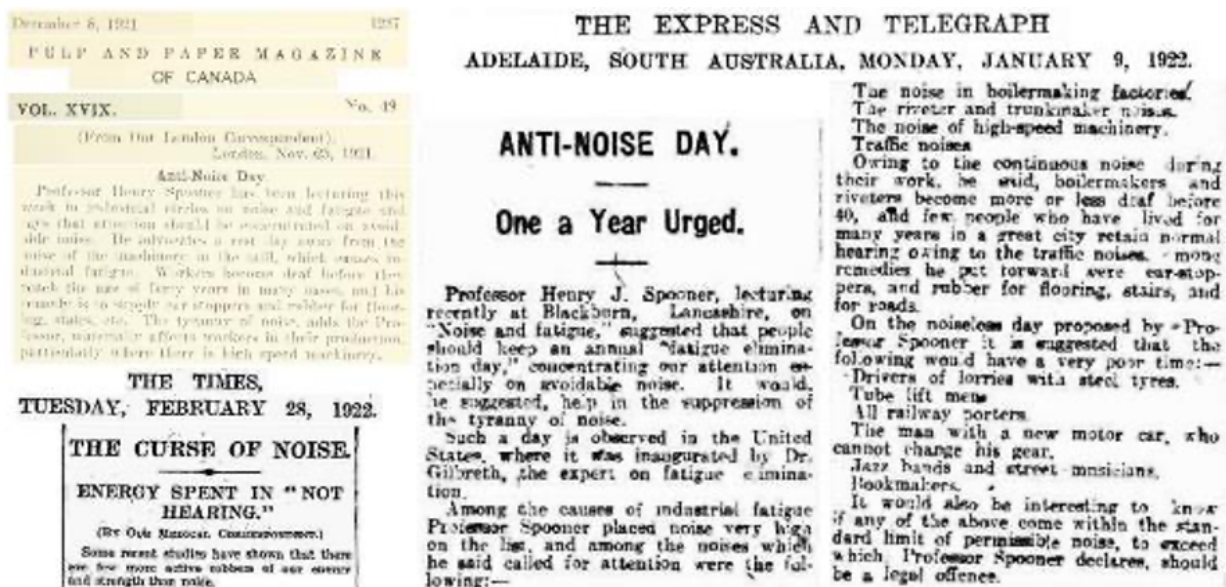 December 8, 1921 1227
PULP AND PAPER MAGAZINE
OF CANADA
VOL. XVIX. No. 49
(From Our London Correspondent).
London, Nov. 25, 1921
Anti-Noise Day.
Professor Henry Spooner has been lecturing this
week in industrial circles on noise and fatigue and
says that attention should be concentrated on avoid-
able noise. He advocates a rest day away from the
noise of the machinery in the mill, which causes in-
dustrial fatigue. Workers become deaf before they
reach the age of forty years in many cases, and his
remedy is to supply ear stoppers and rubber for floor-
ing, etc. The tyranny of noise, adds the Pro-
fessor, materially affects workers in their production
particularly where there is high speed machinery.
THE TIMES,
TUESDAY, FEBRUARY 28, 1922.
THE CURSE OF NOISE.
ENERGY SPENT IN "NOT
HEARING."
(BY OUR MEDICAL CORRESPONDENT.)
Some recent studies have shown that there
are few more active robbers of our energy
and strength than noise.
THE EXPRESS AND TELEGRAPH
ADELAIDE, SOUTH AUSTRALIA, MONDAY, JANUARY 9, 1922.
ANTI-NOISE DAY.
One a Year Urged.
Professor Henry J. Spooner, lecturing
recently at Blackburn, Lancashire, on
"Noise and fatigue," suggested that people
should keep an annual "fatigue elimina-
tion day," concentrating our attention es-
pecially on avoidable noise. It would,
he suggested, help in the suppression of
the tyranny of noise.
Such a day is observed in the United
States, where it was inaugurated by Dr.
Gilbreth, the expert on fatigue elimina-
tion.
Among the causes of industrial fatigue
Professor Spooner placed noise very high
on the list, and among the noises which
he said called for attention were the fol-
lowing:—
The noise in boilermaking factories.
The riveter and trunkmaker noises.
The noise of high-speed machinery.
Traffic noises
Owing to the continuous noise during
their work, he said, boilermakers and
riveters become more or less deaf before
40, and few people who have lived for
many years in a great city retain normal
hearing owing to the traffic noises. Among
remedies he put forward were ear-stop-
pers, and rubber for flooring, stairs, and
for roads.
On the noiseless day proposed by Pro-
fessor Spooner it is suggested that the
following would have a very poor time:—
Drivers of lorries with steel tyres.
Tube lift men
All railway porters.
The man with a new motor car, who
cannot change his gear.
Jazz bands and street musicians.
Bookmakers.
It would also be interesting to know
if any of the above come within the stan-
dard limit of permissible noise, to exceed
which, Professor Spooner declares, should
be a legal offence.